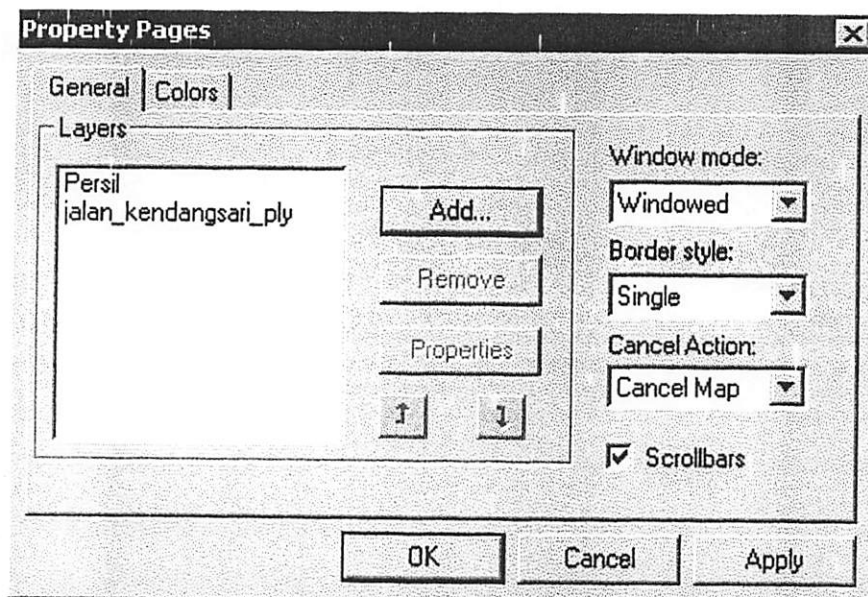 Property Pages
General
Colors
Layers
Persil
jalan_kendangsari_ply
Add...
Remove
Properties
Window mode:
Windowed
Border style:
Single
Cancel Action:
Cancel Map
Scrollbars
OK
Cancel
Apply